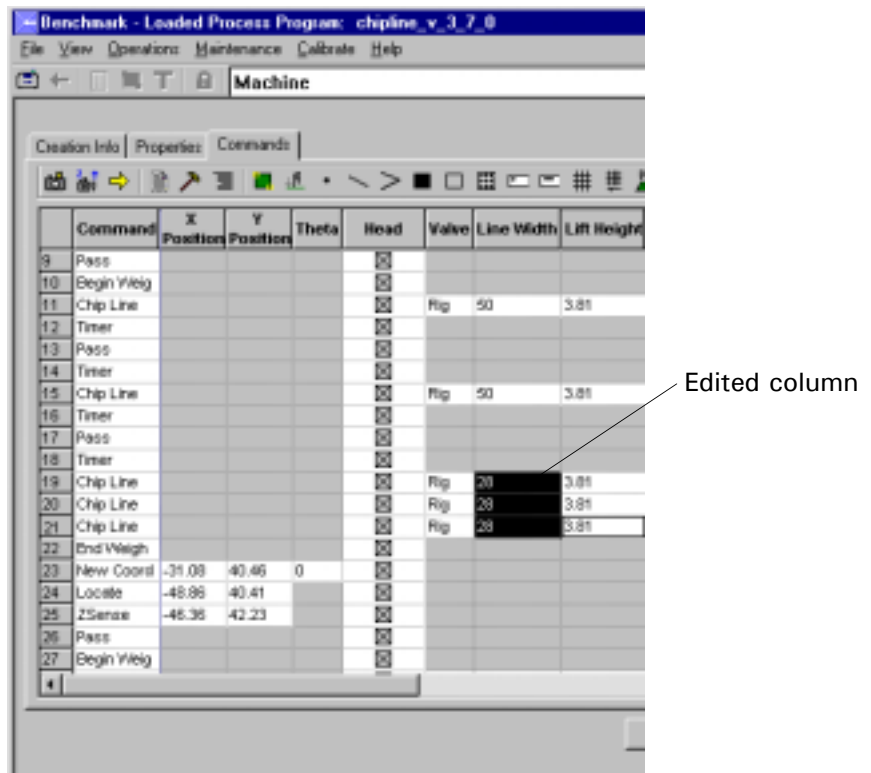 Benchmark - Loaded Process Program: chipline_v_3_7_0
File View Operations Maintenance Calibrate Help
Machine
Creation Info Properties Commands
Command X Position Y Position Theta Head Valve Line Width Lift Height
9 Pass
10 Begin Weig
11 Chip Line Rig 50 3.81
12 Timer
13 Pass
14 Timer
15 Chip Line Rig 50 3.81
16 Timer
17 Pass
18 Timer
19 Chip Line Rig 28 3.81
20 Chip Line Rig 28 3.81
21 Chip Line Rig 28 3.81
22 End Weigh
23 New Coord -31.08 40.46 0
24 Locate -48.86 40.41
25 ZSense -46.36 42.23
26 Pass
27 Begin Weig
Edited column